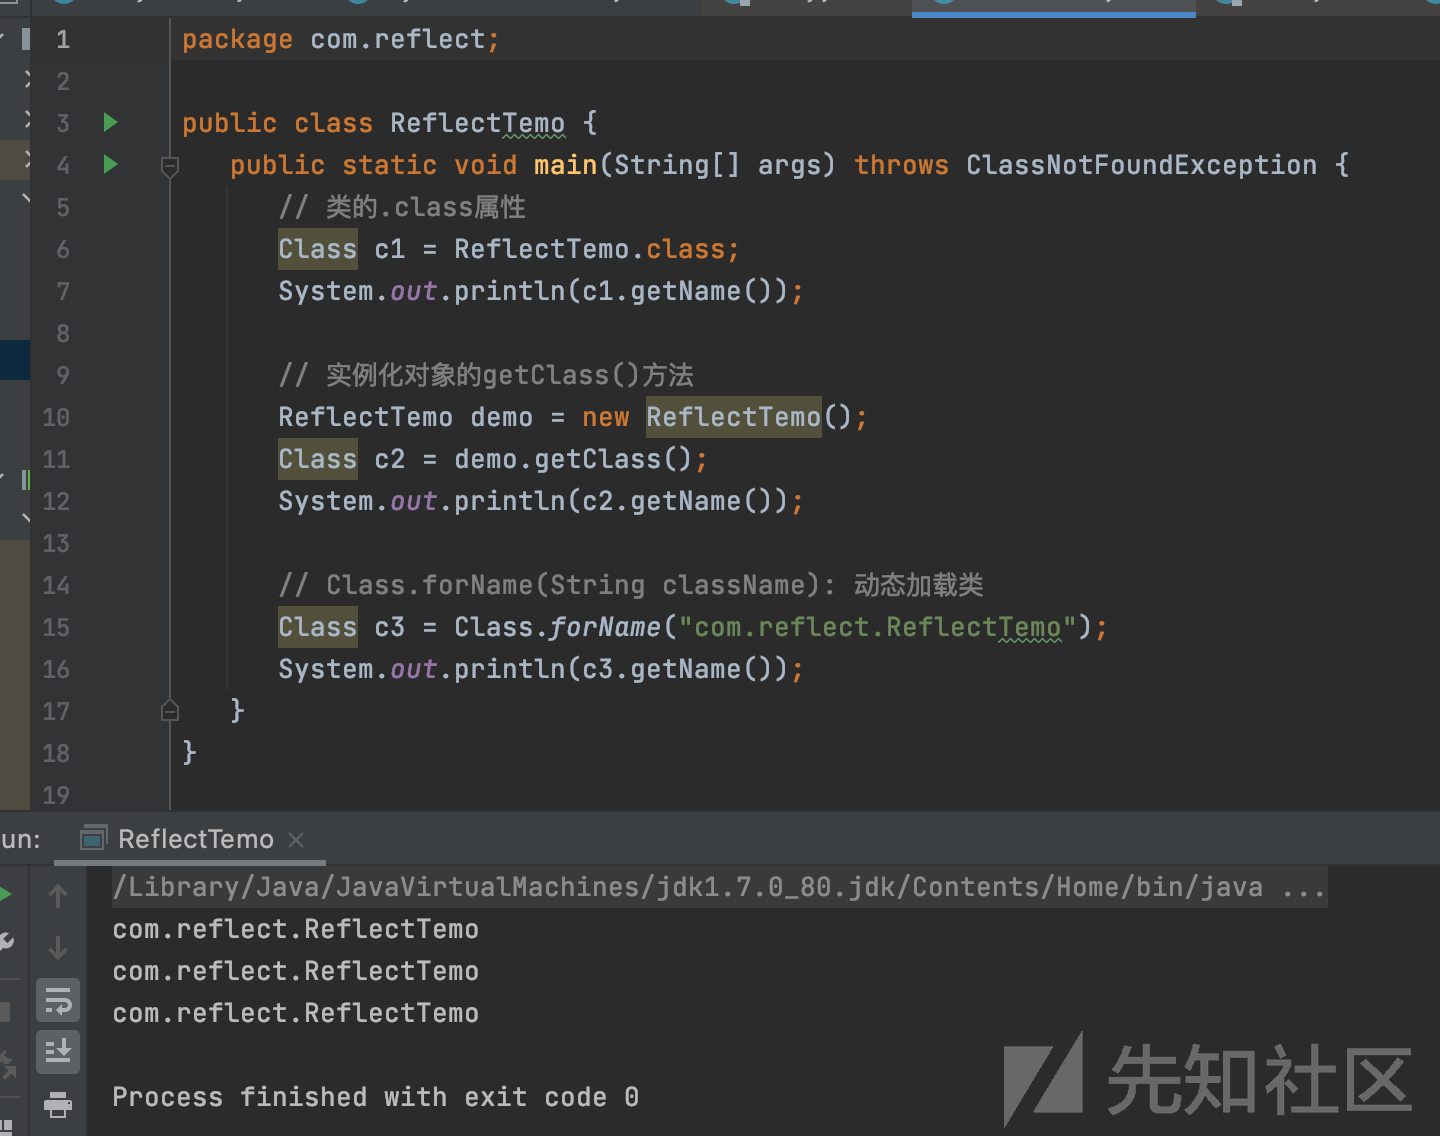 1 package com.reflect;
2
3 public class ReflectTemo {
4 public static void main(String[] args) throws ClassNotFoundException {
5 // 类的.class属性
6 Class c1 = ReflectTemo.class;
7 System.out.println(c1.getName());
8
9 // 实例化对象的getClass()方法
10 ReflectTemo demo = new ReflectTemo();
11 Class c2 = demo.getClass();
12 System.out.println(c2.getName());
13
14 // Class.forName(String className): 动态加载类
15 Class c3 = Class.forName("com.reflect.ReflectTemo");
16 System.out.println(c3.getName());
17 }
18 }
19
un: ReflectTemo
/Library/Java/JavaVirtualMachines/jdk1.7.0_80.jdk/Contents/Home/bin/java ...
com.reflect.ReflectTemo
com.reflect.ReflectTemo
com.reflect.ReflectTemo
Process finished with exit code 0
先知社区